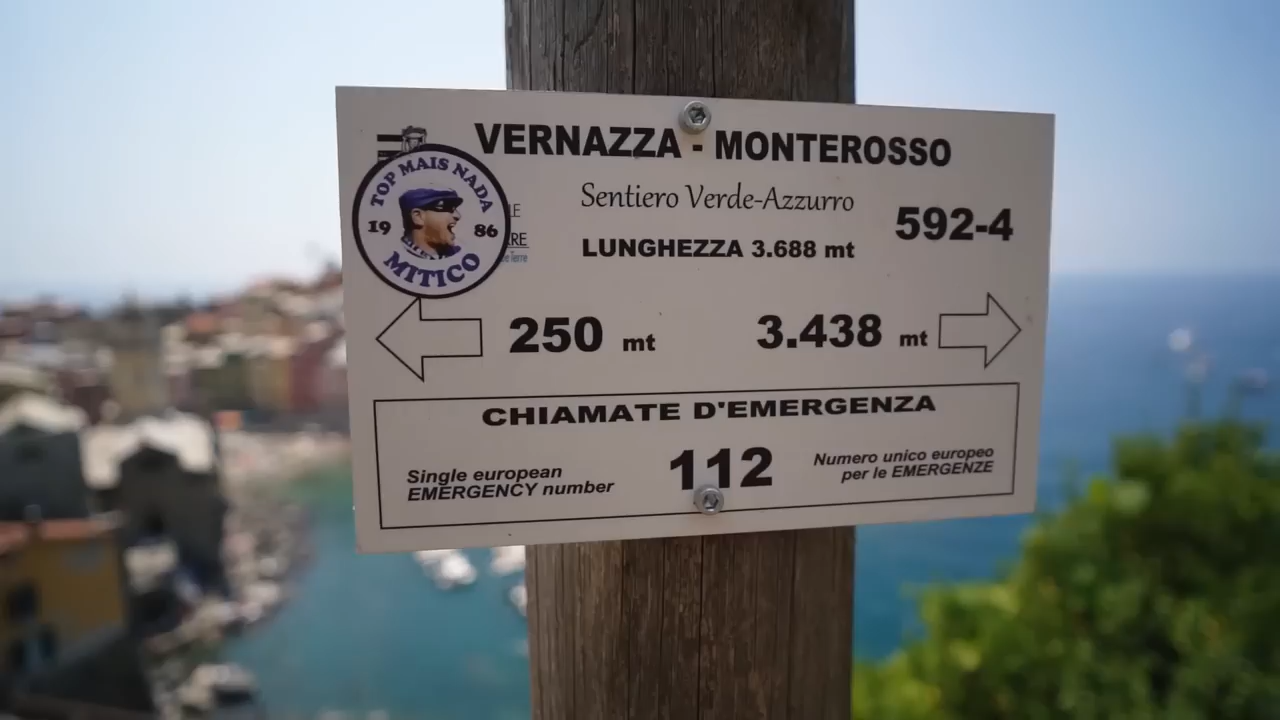 VERNAZZA - MONTEROSSO
Sentiero Verde-Azzurro
LUNGHEZZA 3.688 mt
592-4
TOP MAIS NADA
19 86
MITICO
250 mt
3.438 mt
CHIAMATE D'EMERGENZA
Single european
EMERGENCY number
112
Numero unico europeo
per le EMERGENZE